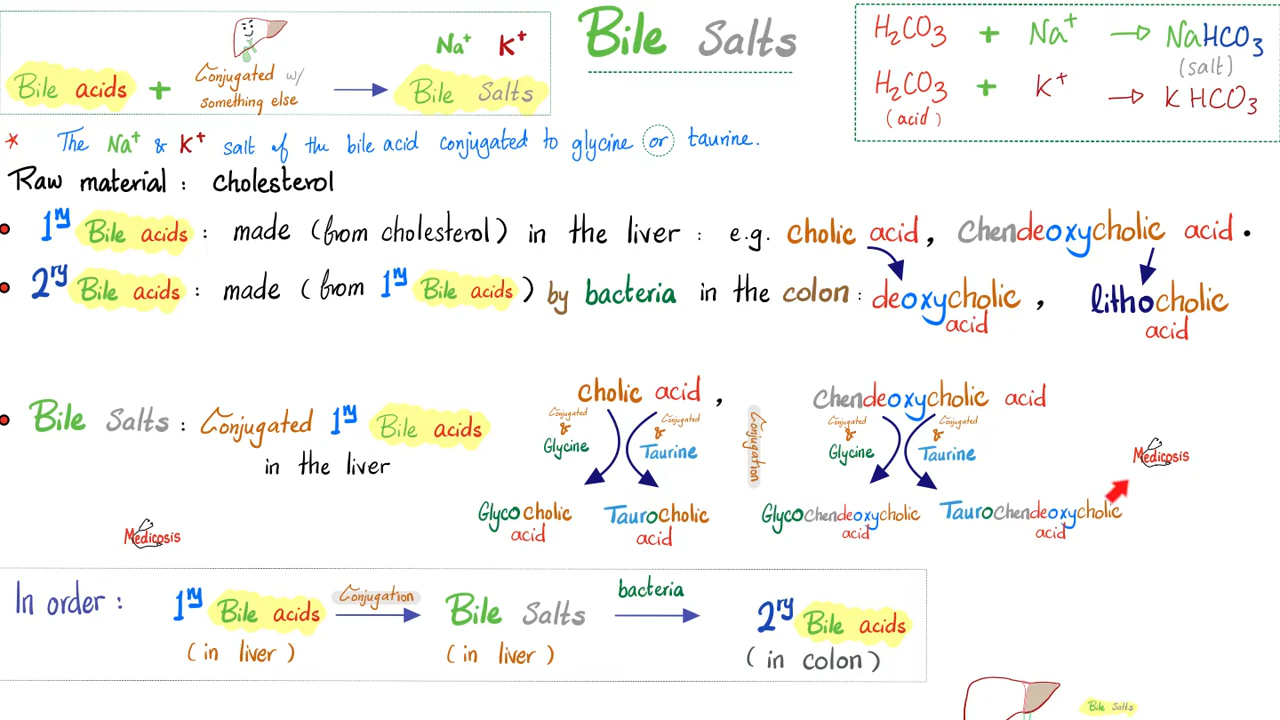 Bile Salts
Na⁺ K⁺
Bile acids + Conjugated w/ something else → Bile Salts
H₂CO₃ + Na⁺ → NaHCO₃
(salt)
H₂CO₃ + K⁺ → KHCO₃
(acid)
* The Na⁺ & K⁺ salt of the bile acid conjugated to glycine or taurine.
Raw material: cholesterol
• 1ry Bile acids: made (from cholesterol) in the liver: e.g. cholic acid, Chendeoxycholic acid.
• 2ry Bile acids: made (from 1ry Bile acids) by bacteria in the colon: deoxycholic acid, lithocholic acid
• Bile Salts: Conjugated 1ry Bile acids
in the liver
cholic acid, Chendeoxycholic acid
Conjugated & Glycine
Conjugated & Taurine
Conjugation
Conjugated & Glycine
Conjugated & Taurine
Glycocholic acid
Taurocholic acid
Glycochendeoxycholic acid
Taurochendeoxycholic acid
Medicosis
Medicosis
In order: 1ry Bile acids Conjugation → Bile Salts bacteria → 2ry Bile acids
(in liver) (in liver) (in colon)
Bile Salts